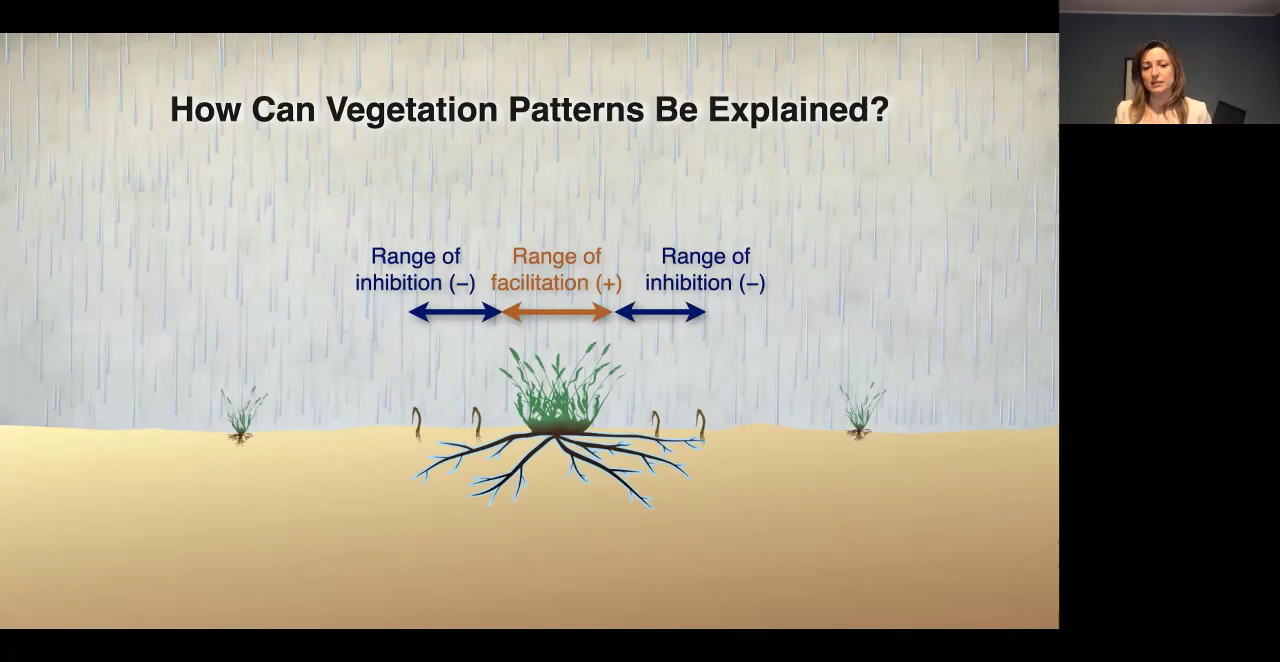 How Can Vegetation Patterns Be Explained?
Range of
inhibition (–)
Range of
facilitation (+)
Range of
inhibition (–)